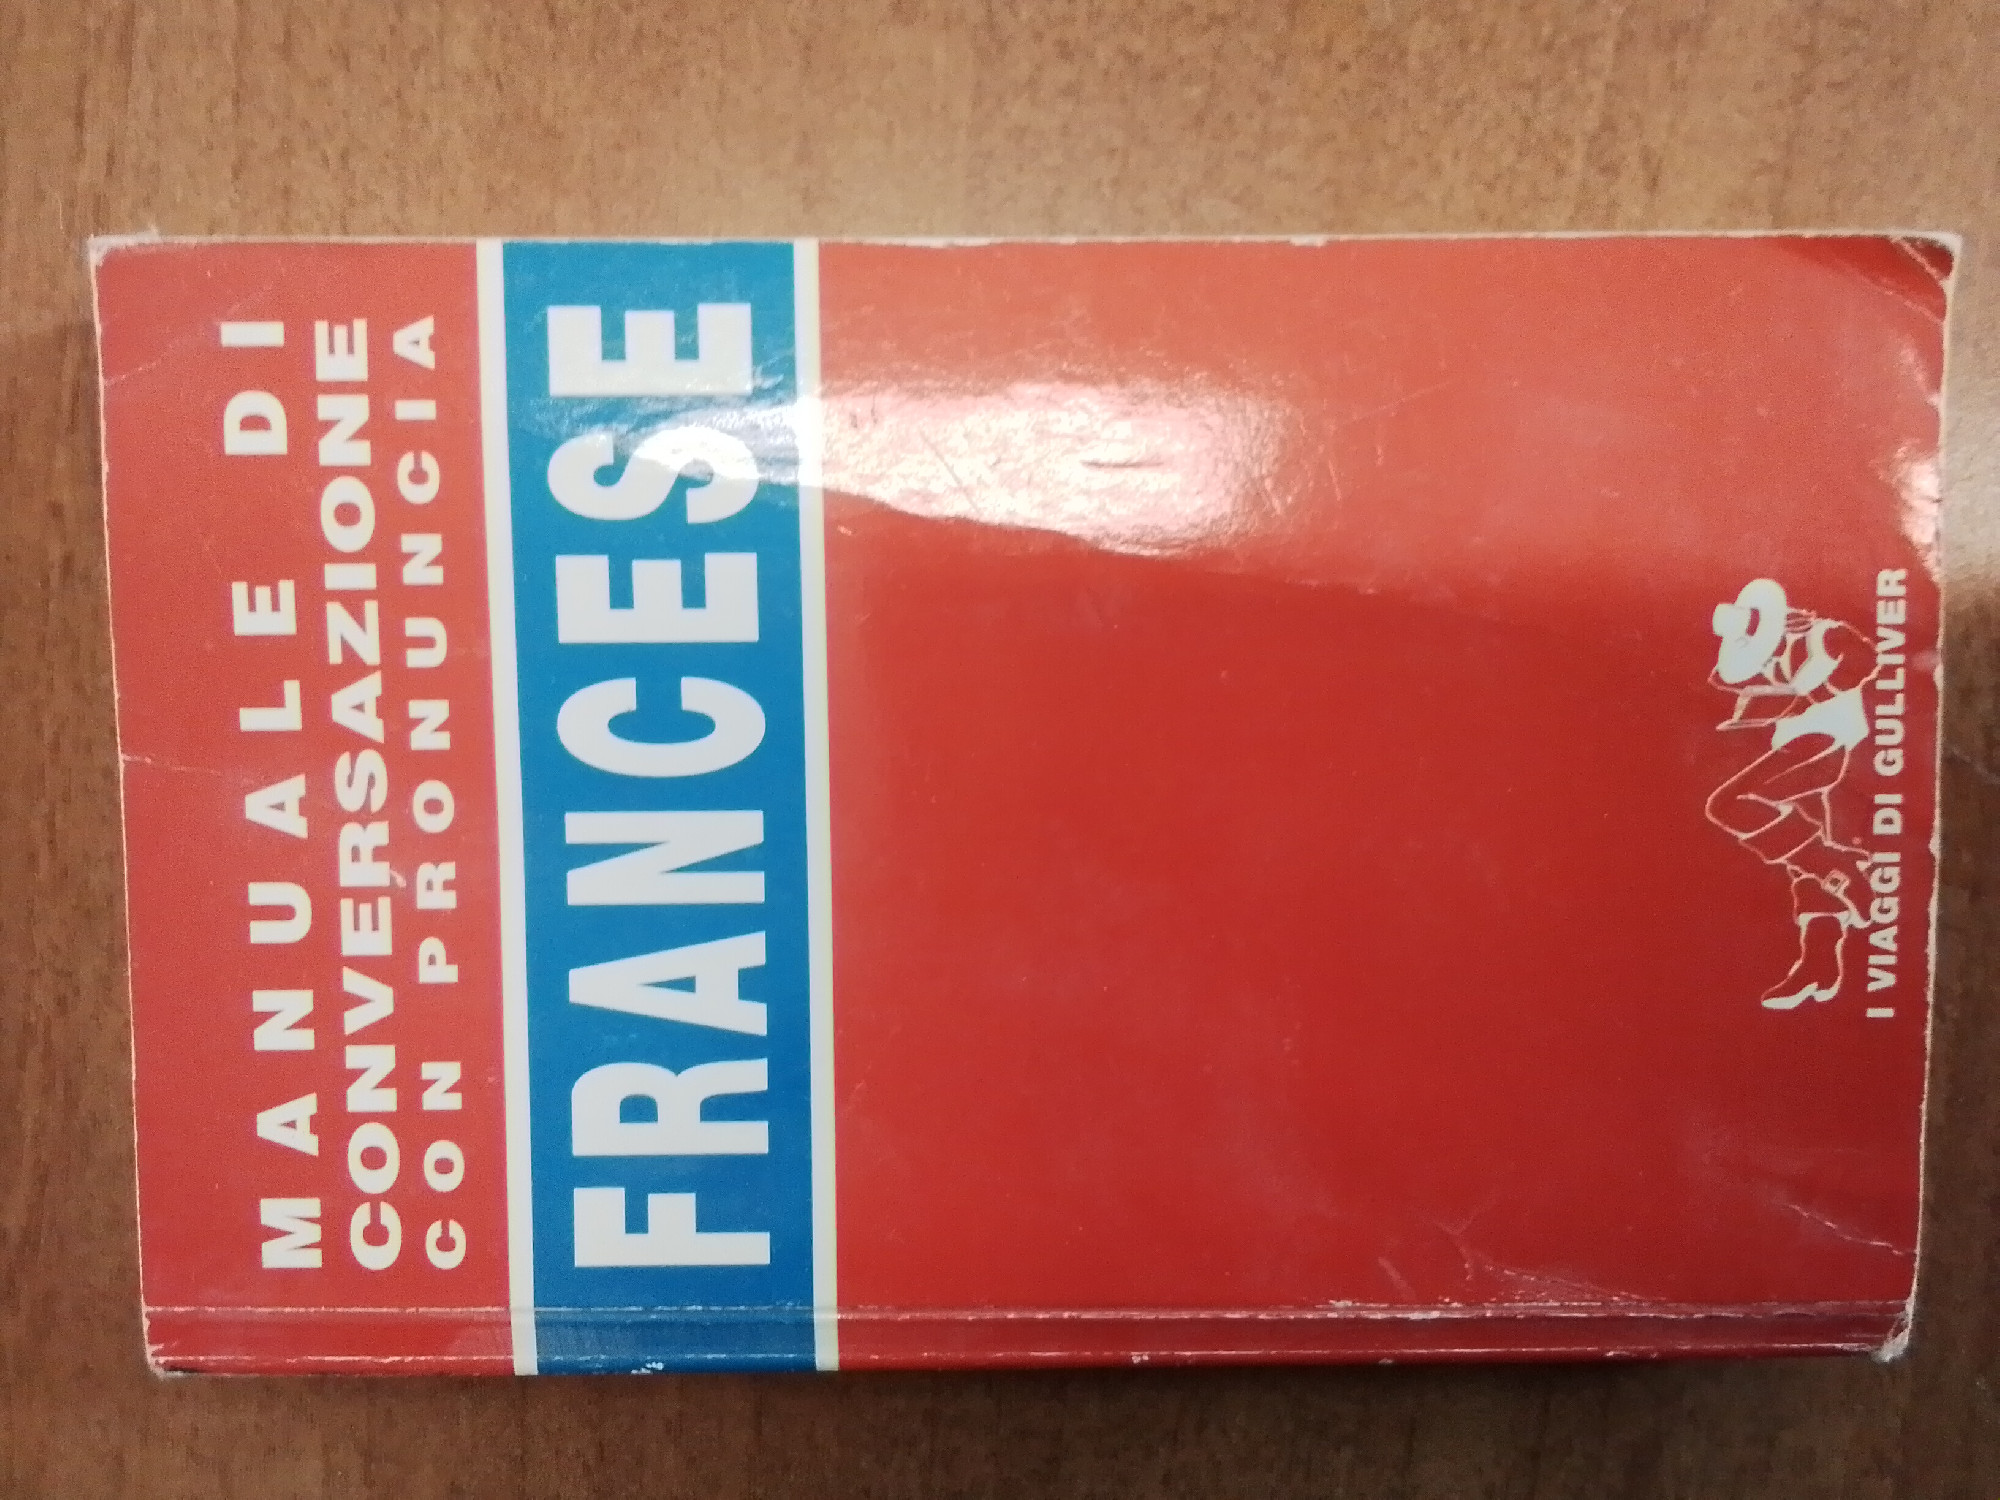 MANUALE DI
CONVERSAZIONE
CON PRONUNCIA
FRANCESE
I VIAGGI DI GULLIVER